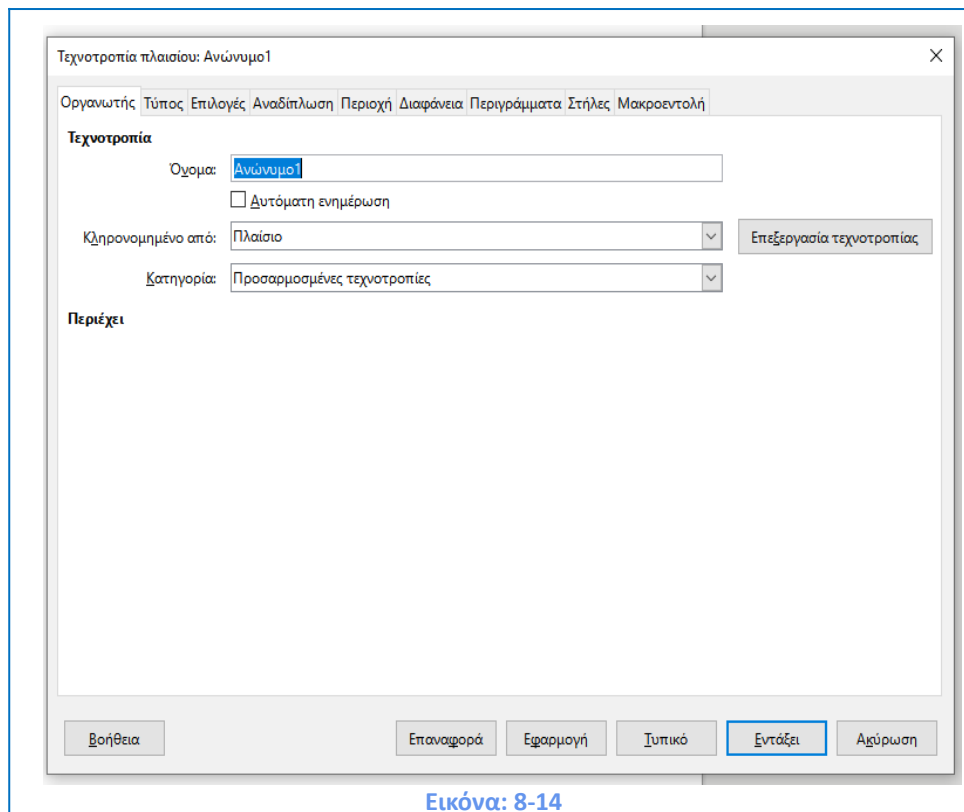 Τεχνοτροπία πλαισίου: Ανώνυμο1
Οργανωτής Τύπος Επιλογές Αναδίπλωση Περιοχή Διαφάνεια Περιγράμματα Στήλες Μακροεντολή
Τεχνοτροπία
Όνομα: Ανώνυμο1
Αυτόματη ενημέρωση
Κληρονομημένο από: Πλαίσιο Επεξεργασία τεχνοτροπίας
Κατηγορία: Προσαρμοσμένες τεχνοτροπίες
Περιέχει
Βοήθεια Επαναφορά Εφαρμογή Τυπικό Εντάξει Ακύρωση
Εικόνα: 8-14